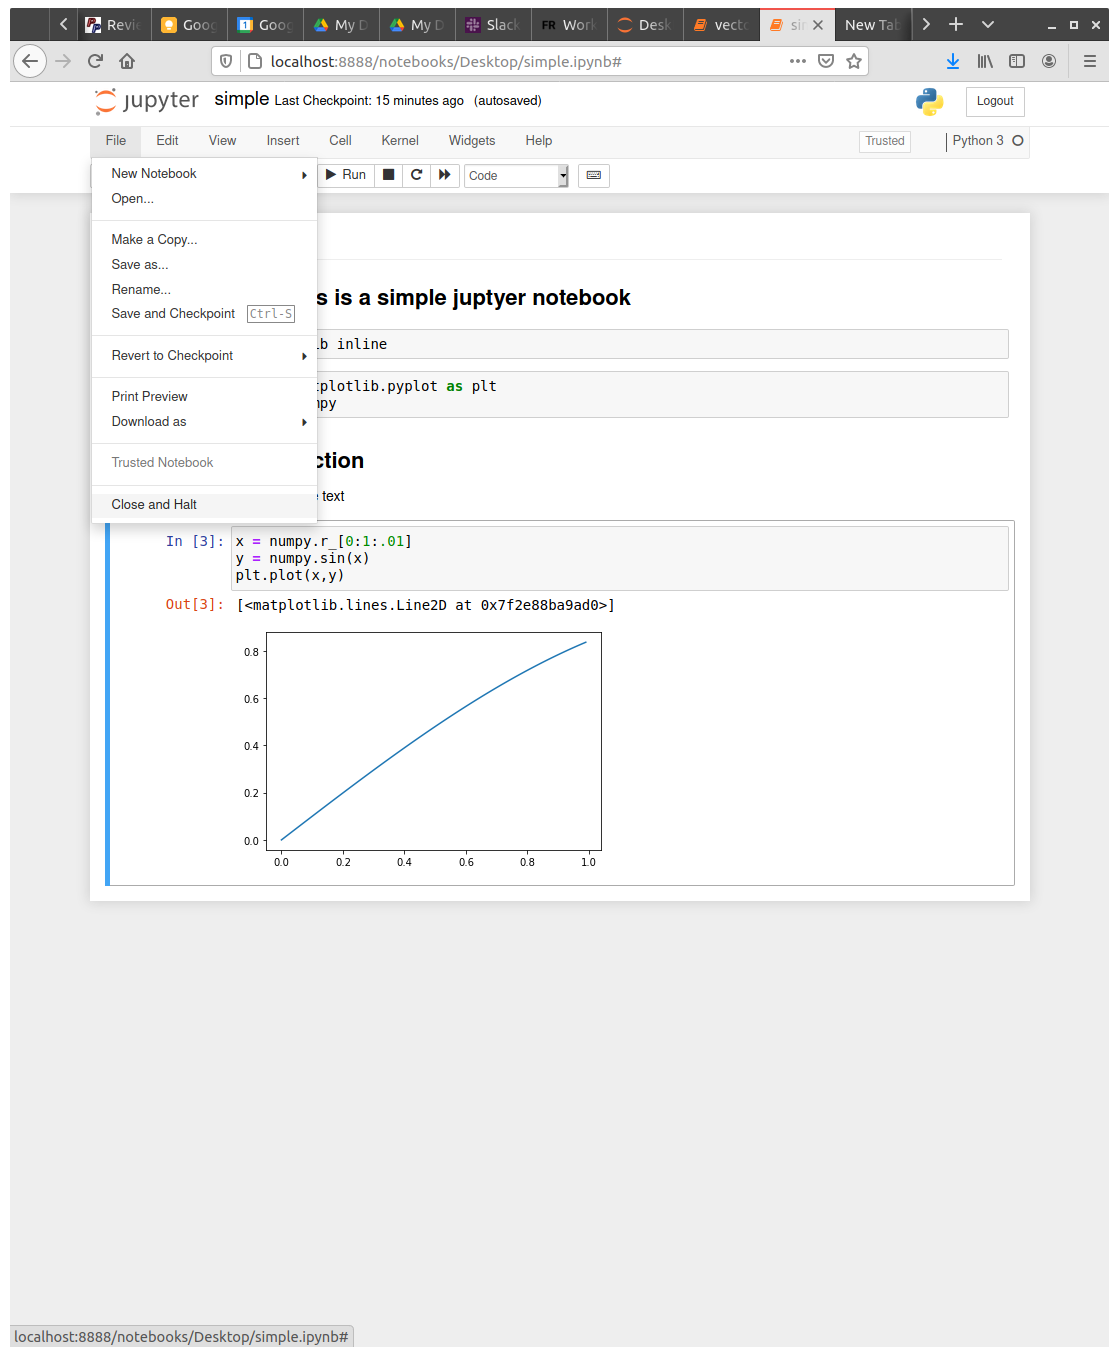 Revie Goog 1 Goog My D My D Slack FR Work Desk vecto sim New Tab
localhost:8888/notebooks/Desktop/simple.ipynb#
jupyter simple Last Checkpoint: 15 minutes ago (autosaved) Logout
File Edit View Insert Cell Kernel Widgets Help Trusted Python 3
Run Code
New Notebook
Open...
Make a Copy...
Save as...
Rename...
Save and Checkpoint Ctrl-S
Revert to Checkpoint
Print Preview
Download as
Trusted Notebook
Close and Halt
s is a simple juptyer notebook
b inline
plotlib.pyplot as plt
py
ction
text
In [3]: x = numpy.r_[0:1:.01]
y = numpy.sin(x)
plt.plot(x,y)
Out[3]: [<matplotlib.lines.Line2D at 0x7f2e88ba9ad0>]
0.8
0.6
0.4
0.2
0.0
0.0 0.2 0.4 0.6 0.8 1.0
localhost:8888/notebooks/Desktop/simple.ipynb#